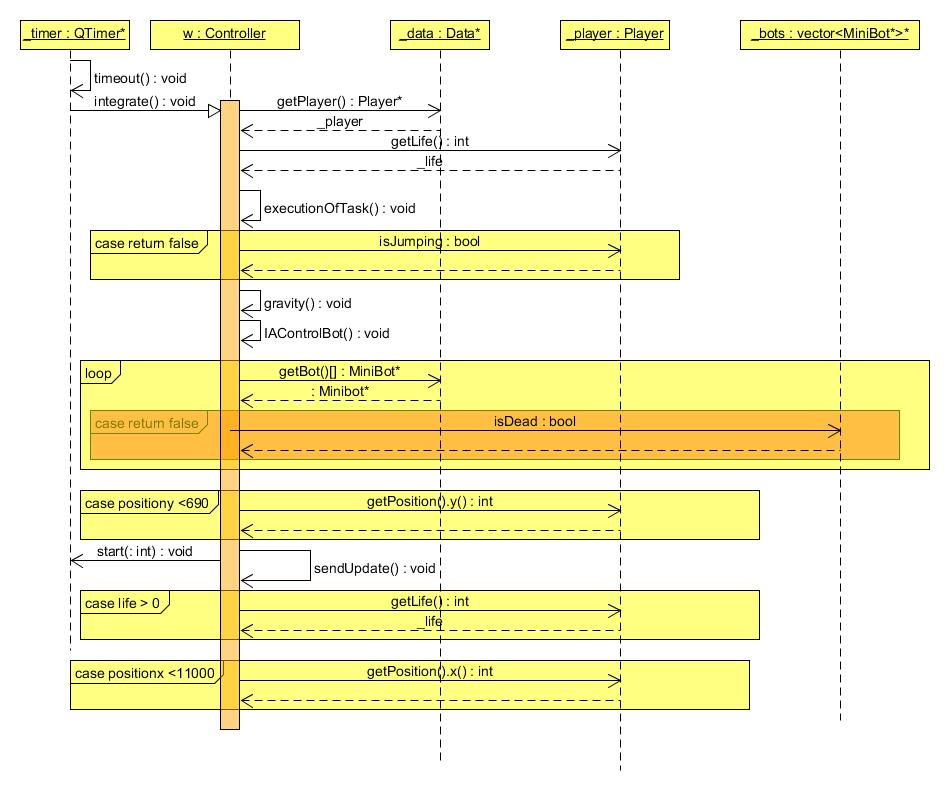 _timer : QTimer*
w : Controller
_data : Data*
_player : Player
_bots : vector<MiniBot*>*
timeout() : void
integrate() : void
getPlayer() : Player*
_player
getLife() : int
_life
executionOfTask() : void
case return false
isJumping : bool
gravity() : void
IAControlBot() : void
loop
getBot()[] : MiniBot*
: Minibot*
case return false
isDead : bool
case positiony <690
getPosition().y() : int
start(: int) : void
sendUpdate() : void
case life > 0
getLife() : int
_life
case positionx <11000
getPosition().x() : int